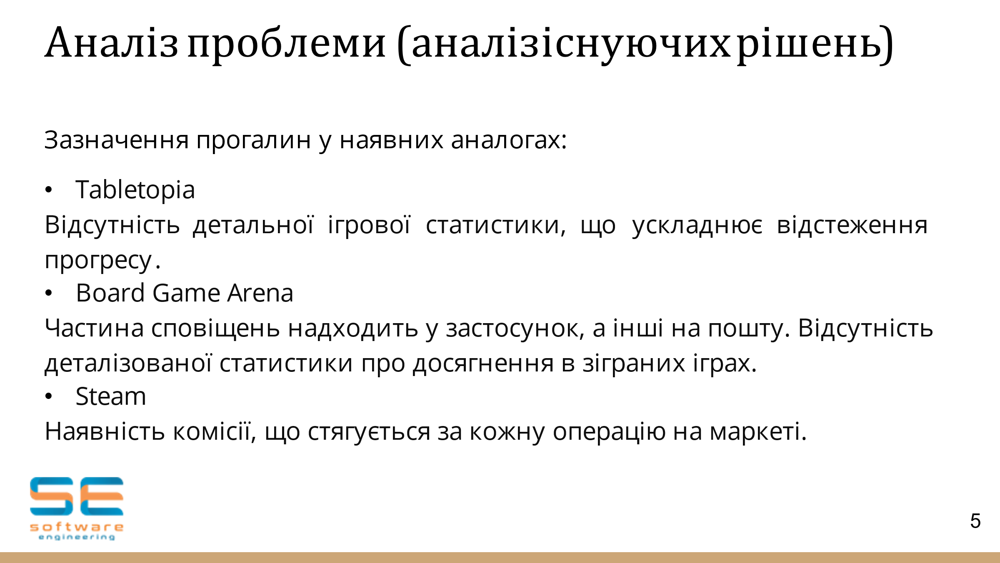 Аналіз проблеми (аналіз існуючих рішень)
Зазначення прогалин у наявних аналогах:
• Tabletopia
Відсутність детальної ігрової статистики, що ускладнює відстеження
прогресу.
• Board Game Arena
Частина сповіщень надходить у застосунок, а інші на пошту. Відсутність
деталізованої статистики про досягнення в зіграних іграх.
• Steam
Наявність комісії, що стягується за кожну операцію на маркеті.
SE
software
engineering
5